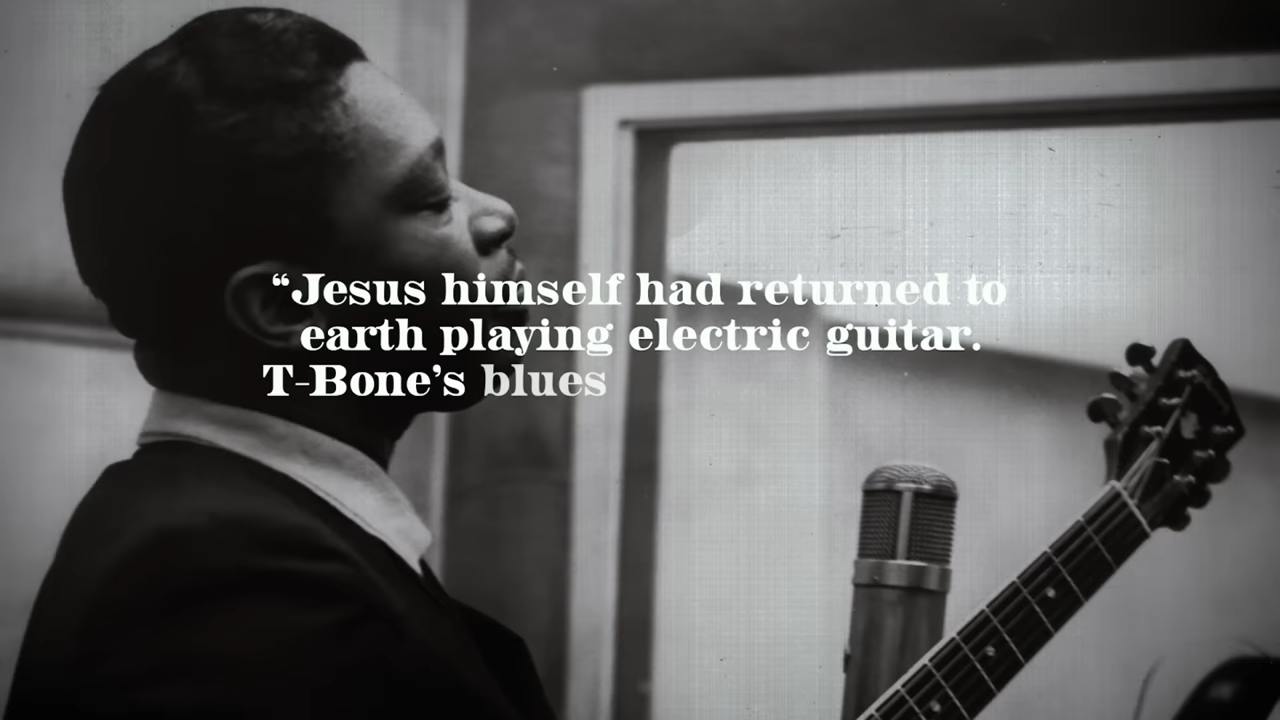 “Jesus himself had returned to
earth playing electric guitar.
T-Bone’s blues